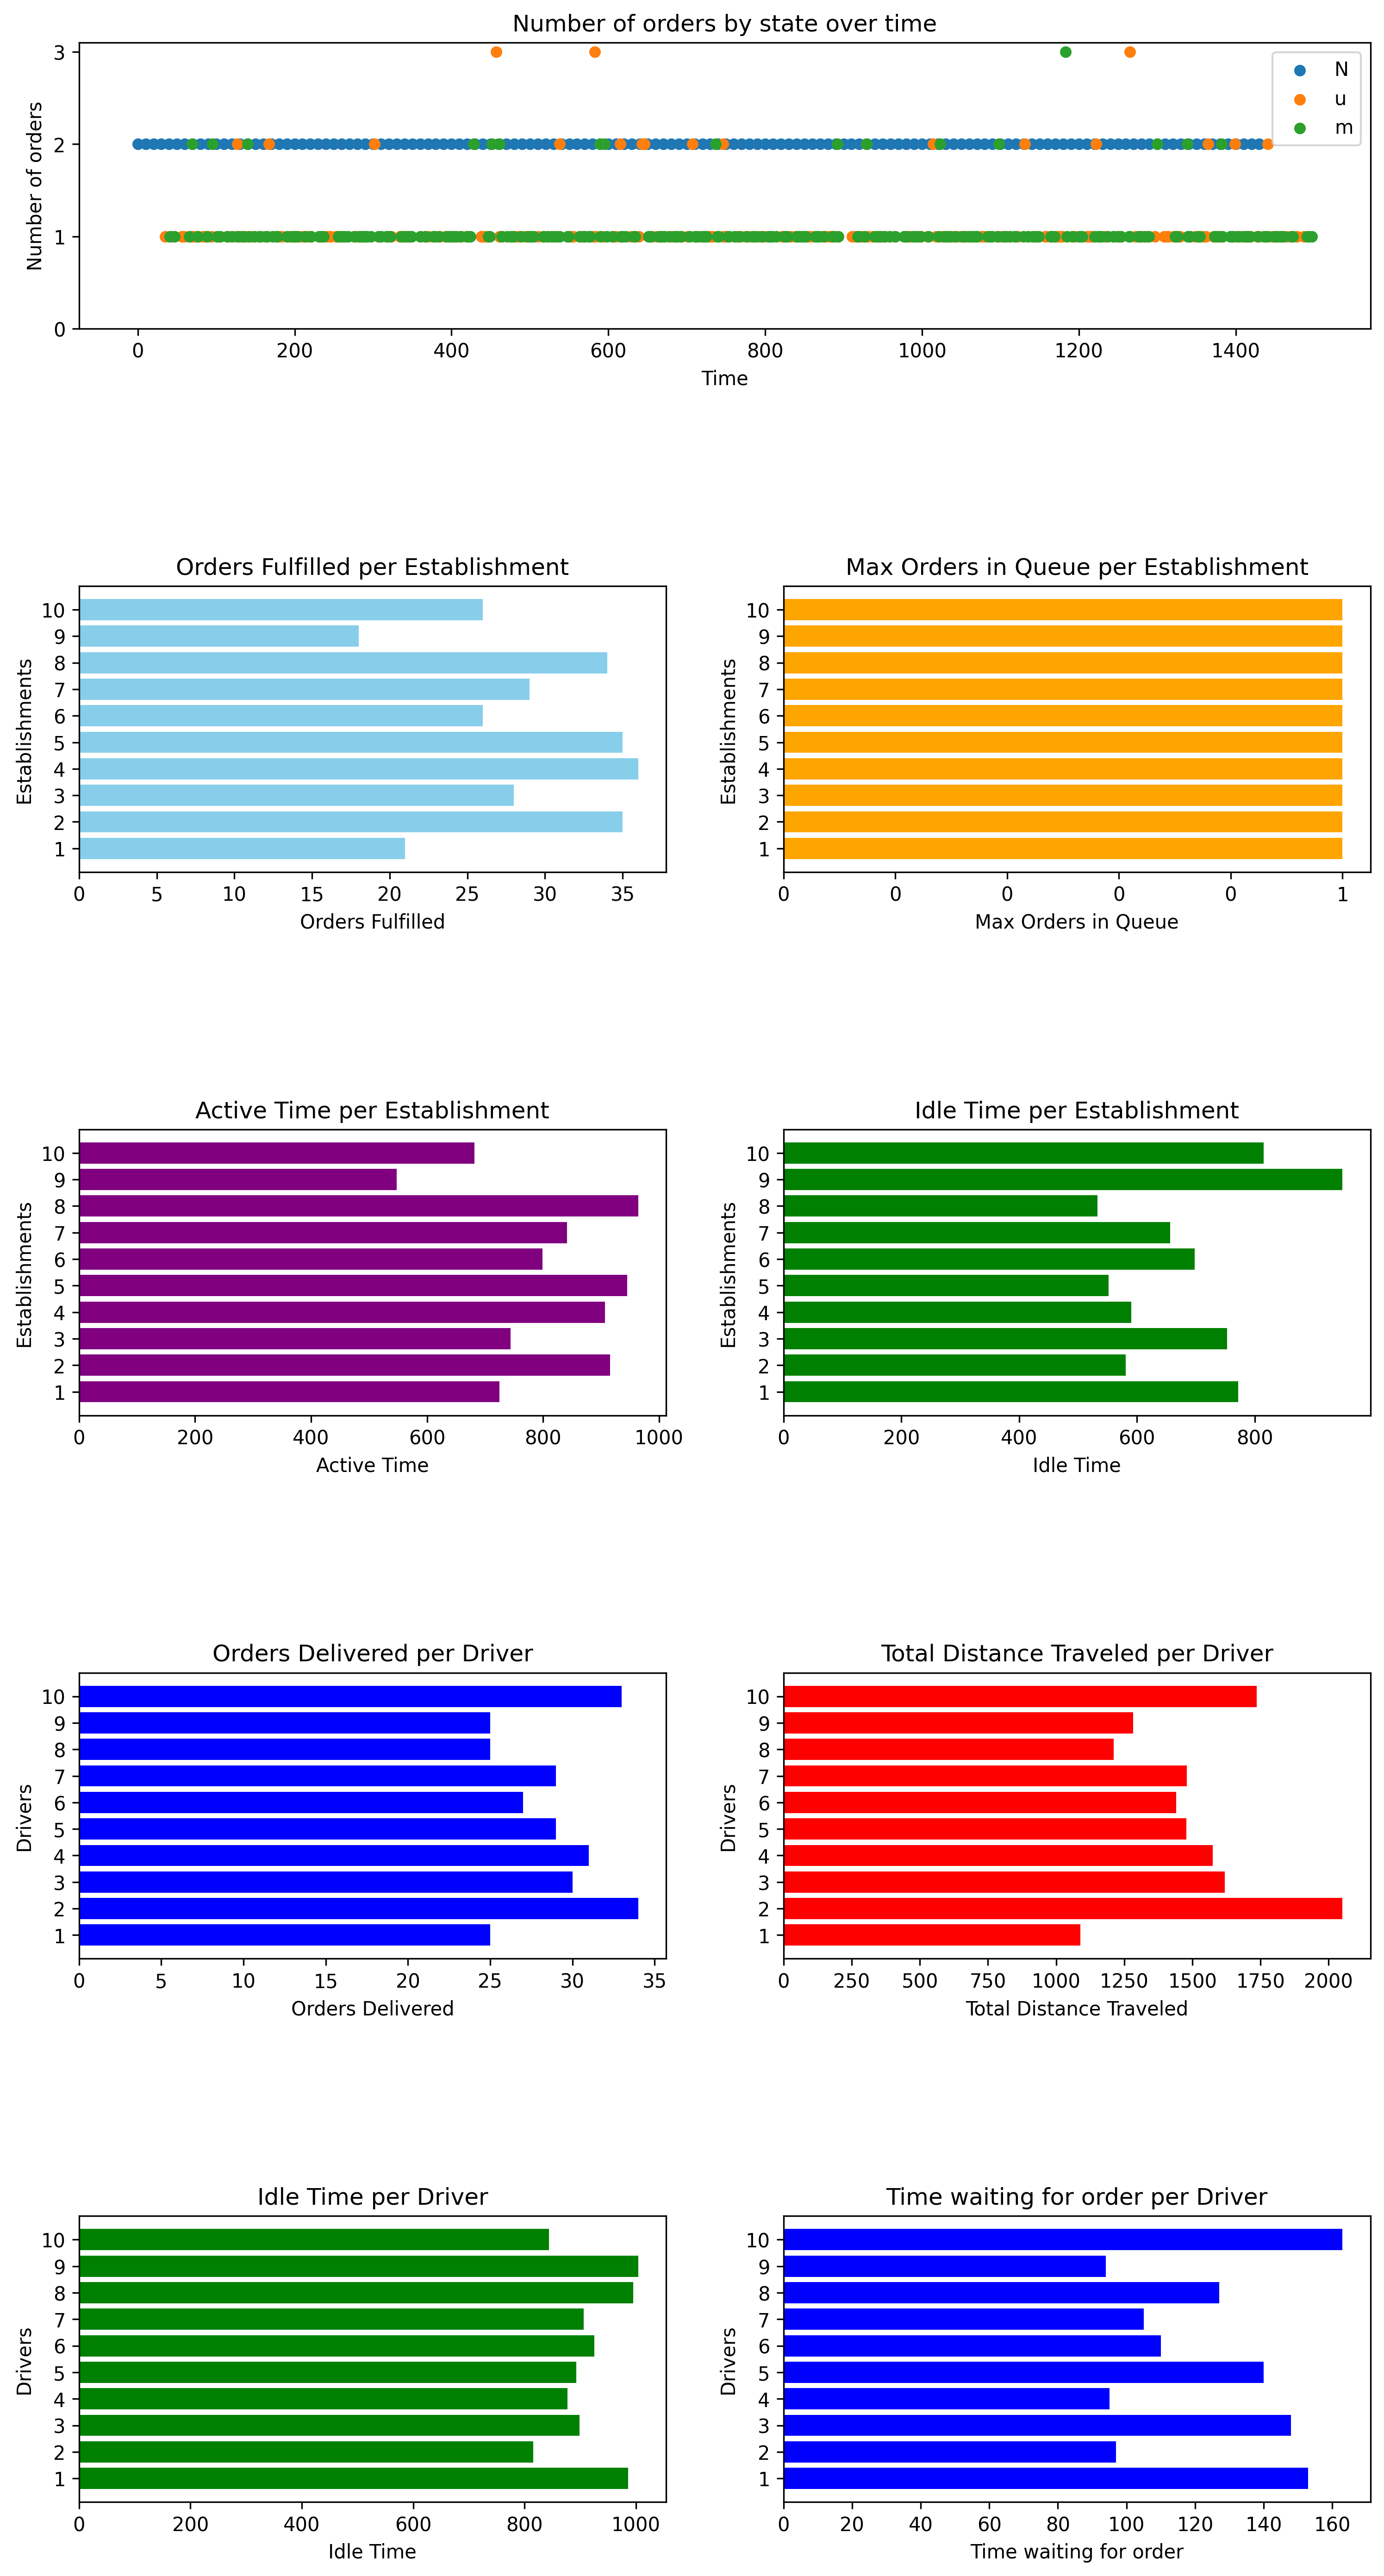 Number of orders by state over time
Number of orders
3
2
1
0
N
u
m
0 200 400 600 800 1000 1200 1400
Time
Orders Fulfilled per Establishment
Establishments
10
9
8
7
6
5
4
3
2
1
0 5 10 15 20 25 30 35
Orders Fulfilled
Max Orders in Queue per Establishment
Establishments
10
9
8
7
6
5
4
3
2
1
0 0 0 0 0 1
Max Orders in Queue
Active Time per Establishment
Establishments
10
9
8
7
6
5
4
3
2
1
0 200 400 600 800 1000
Active Time
Idle Time per Establishment
Establishments
10
9
8
7
6
5
4
3
2
1
0 200 400 600 800
Idle Time
Orders Delivered per Driver
Drivers
10
9
8
7
6
5
4
3
2
1
0 5 10 15 20 25 30 35
Orders Delivered
Total Distance Traveled per Driver
Drivers
10
9
8
7
6
5
4
3
2
1
0 250 500 750 1000 1250 1500 1750 2000
Total Distance Traveled
Idle Time per Driver
Drivers
10
9
8
7
6
5
4
3
2
1
0 200 400 600 800 1000
Idle Time
Time waiting for order per Driver
Drivers
10
9
8
7
6
5
4
3
2
1
0 20 40 60 80 100 120 140 160
Time waiting for order